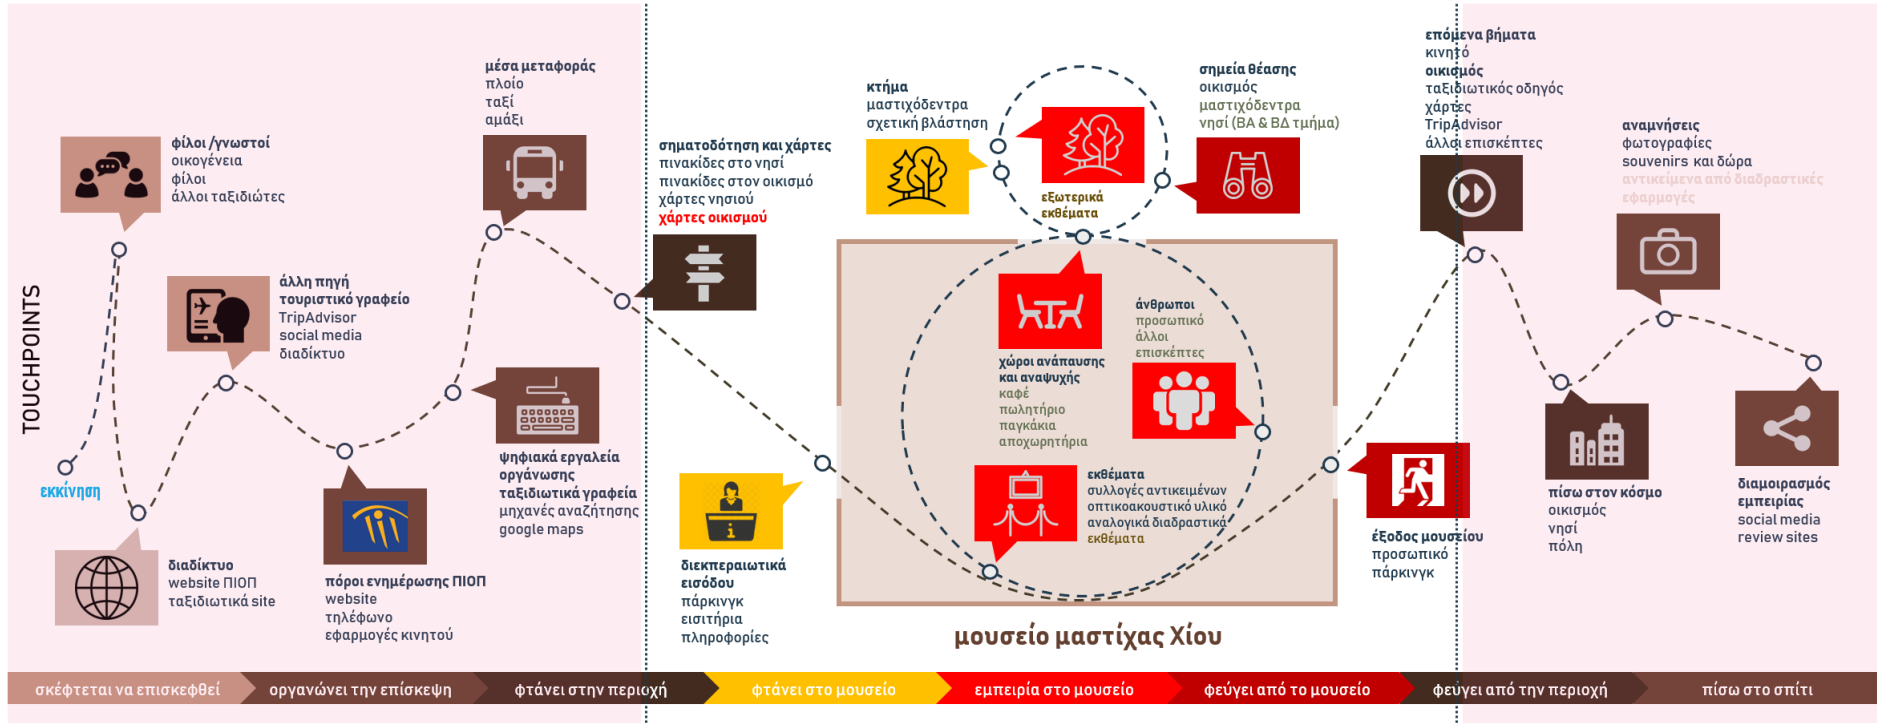 TOUCHPOINTS
εκκίνηση
φίλοι /γνωστοί
οικογένεια
φίλοι
άλλοι ταξιδιώτες
διαδίκτυο
website ΠΙΟΠ
ταξιδιωτικά site
άλλη πηγή
τουριστικό γραφείο
TripAdvisor
social media
διαδίκτυο
πόροι ενημέρωσης ΠΙΟΠ
website
τηλέφωνο
εφαρμογές κινητού
μέσα μεταφοράς
πλοίο
ταξί
αμάξι
ψηφιακά εργαλεία
οργάνωσης
ταξιδιωτικά γραφεία
μηχανές αναζήτησης
google maps
σηματοδότηση και χάρτες
πινακίδες στο νησί
πινακίδες στον οικισμό
χάρτες νησιού
χάρτες οικισμού
διεκπεραιωτικά
εισόδου
πάρκινγκ
εισιτήρια
πληροφορίες
κτήμα
μαστιχόδεντρα
σχετική βλάστηση
εξωτερικά
εκθέματα
σημεία θέασης
οικισμός
μαστιχόδεντρα
νησί (ΒΑ & ΒΔ τμήμα)
χώροι ανάπαυσης
και αναψυχής
καφέ
πωλητήριο
παγκάκια
αποχωρητήρια
άνθρωποι
προσωπικό
άλλοι
επισκέπτες
εκθέματα
συλλογές αντικειμένων
οπτικοακουστικό υλικό
αναλογικά διαδραστικά
εκθέματα
μουσείο μαστίχας Χίου
έξοδος μουσείου
προσωπικό
πάρκινγκ
επόμενα βήματα
κινητό
οικισμός
ταξιδιωτικός οδηγός
χάρτες
TripAdvisor
άλλοι επισκέπτες
πίσω στον κόσμο
οικισμός
νησί
πόλη
αναμνήσεις
φωτογραφίες
souvenirs και δώρα
αντικείμενα από διαδραστικές
εφαρμογές
διαμοιρασμός
εμπειρίας
social media
review sites
σκέφτεται να επισκεφθεί
οργανώνει την επίσκεψη
φτάνει στην περιοχή
φτάνει στο μουσείο
εμπειρία στο μουσείο
φεύγει από το μουσείο
φεύγει από την περιοχή
πίσω στο σπίτι